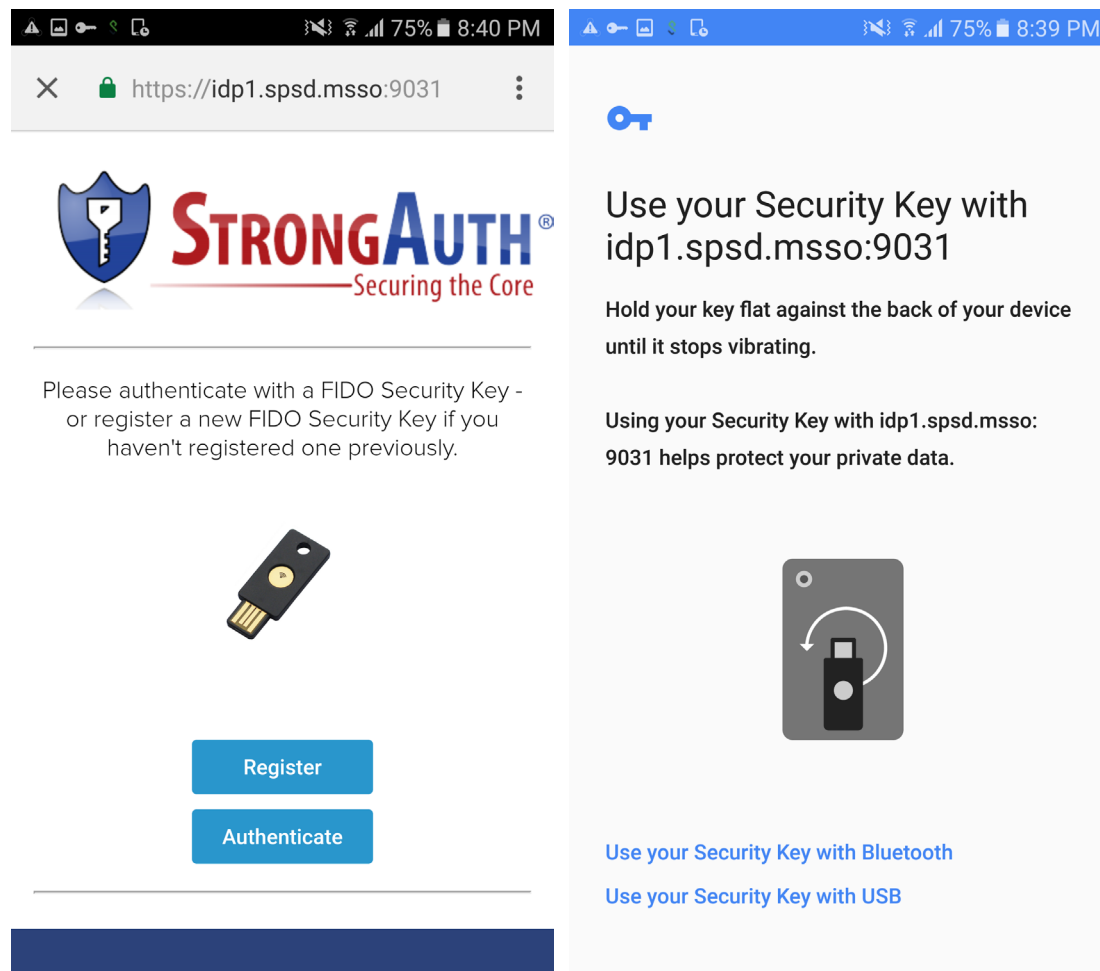 75% 8:40 PM
https://idp1.spsd.msso:9031
STRONGAUTH®
Securing the Core
Please authenticate with a FIDO Security Key -
or register a new FIDO Security Key if you
haven't registered one previously.
Register
Authenticate
75% 8:39 PM
Use your Security Key with
idp1.spsd.msso:9031
Hold your key flat against the back of your device
until it stops vibrating.
Using your Security Key with idp1.spsd.msso:
9031 helps protect your private data.
Use your Security Key with Bluetooth
Use your Security Key with USB